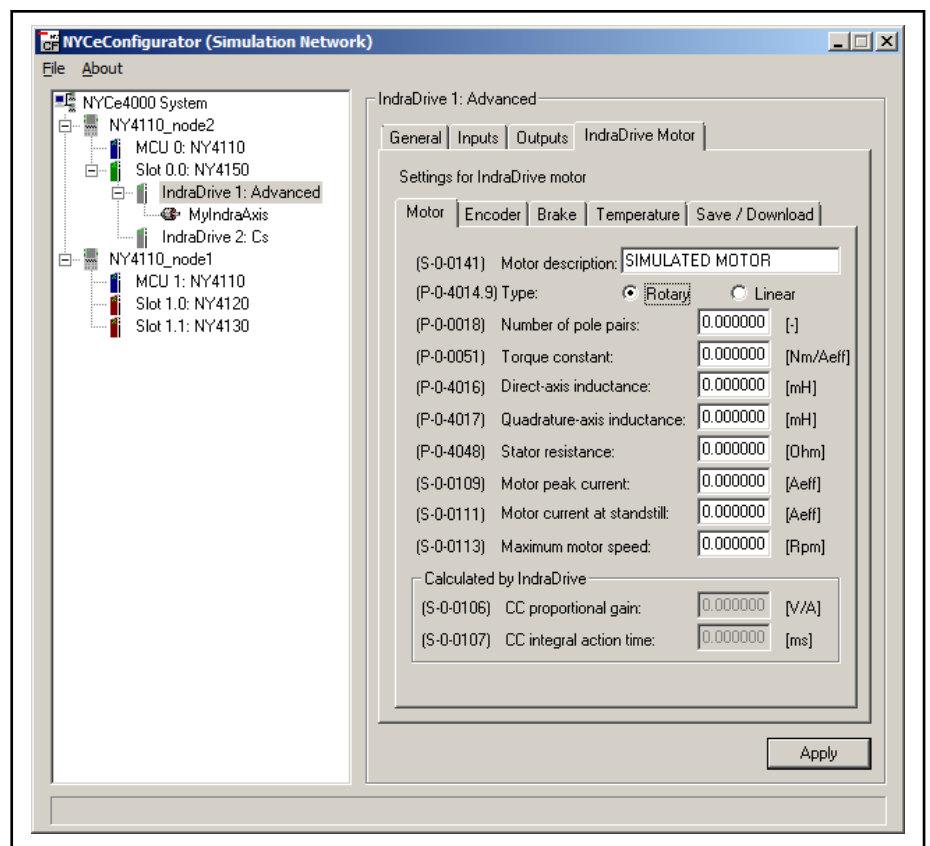 NYCeConfigurator (Simulation Network)
File About
NYCe4000 System
NY4110_node2
MCU 0: NY4110
Slot 0.0: NY4150
IndraDrive 1: Advanced
MyIndraAxis
IndraDrive 2: Cs
NY4110_node1
MCU 1: NY4110
Slot 1.0: NY4120
Slot 1.1: NY4130
IndraDrive 1: Advanced
General Inputs Outputs IndraDrive Motor
Settings for IndraDrive motor
Motor Encoder Brake Temperature Save / Download
(S-0-0141) Motor description: SIMULATED MOTOR
(P-0-4014.9) Type: Rotary Linear
(P-0-0018) Number of pole pairs: 0.000000 [-]
(P-0-0051) Torque constant: 0.000000 [Nm/Aeff]
(P-0-4016) Direct-axis inductance: 0.000000 [mH]
(P-0-4017) Quadrature-axis inductance: 0.000000 [mH]
(P-0-4048) Stator resistance: 0.000000 [Ohm]
(S-0-0109) Motor peak current: 0.000000 [Aeff]
(S-0-0111) Motor current at standstill: 0.000000 [Aeff]
(S-0-0113) Maximum motor speed: 0.000000 [Rpm]
Calculated by IndraDrive
(S-0-0106) CC proportional gain: 0.000000 [V/A]
(S-0-0107) CC integral action time: 0.000000 [ms]
Apply